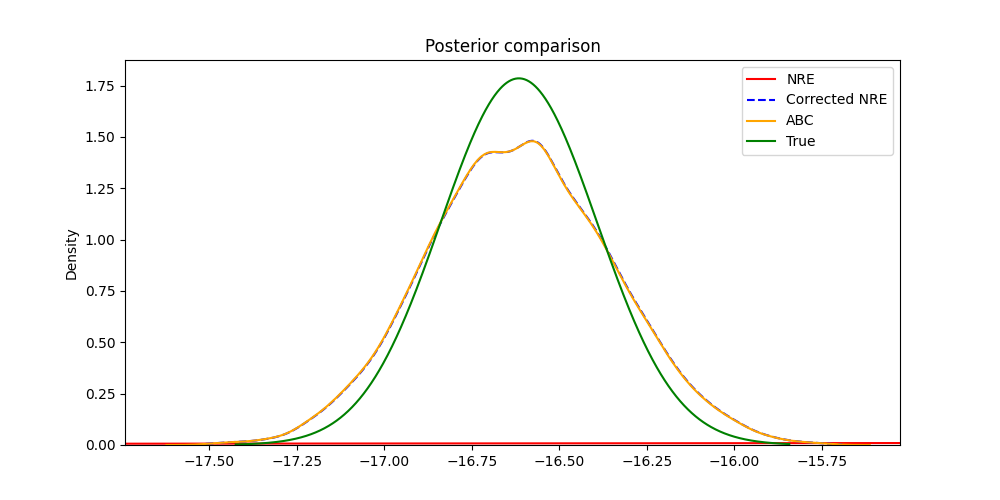 Posterior comparison
NRE
Corrected NRE
ABC
True
Density
1.75
1.50
1.25
1.00
0.75
0.50
0.25
0.00
−17.50 −17.25 −17.00 −16.75 −16.50 −16.25 −16.00 −15.75